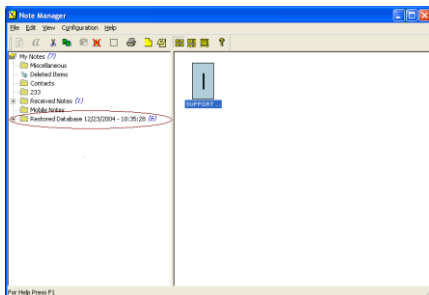 Note Manager
File Edit View Configuration Help
My Notes (7)
Miscellaneous
Deleted Items
Contacts
233
Received Notes (1)
Mobile Notes
Restored Database 12/23/2004 - 10:35:28 (6)
SUPPORT ...
For Help Press F1